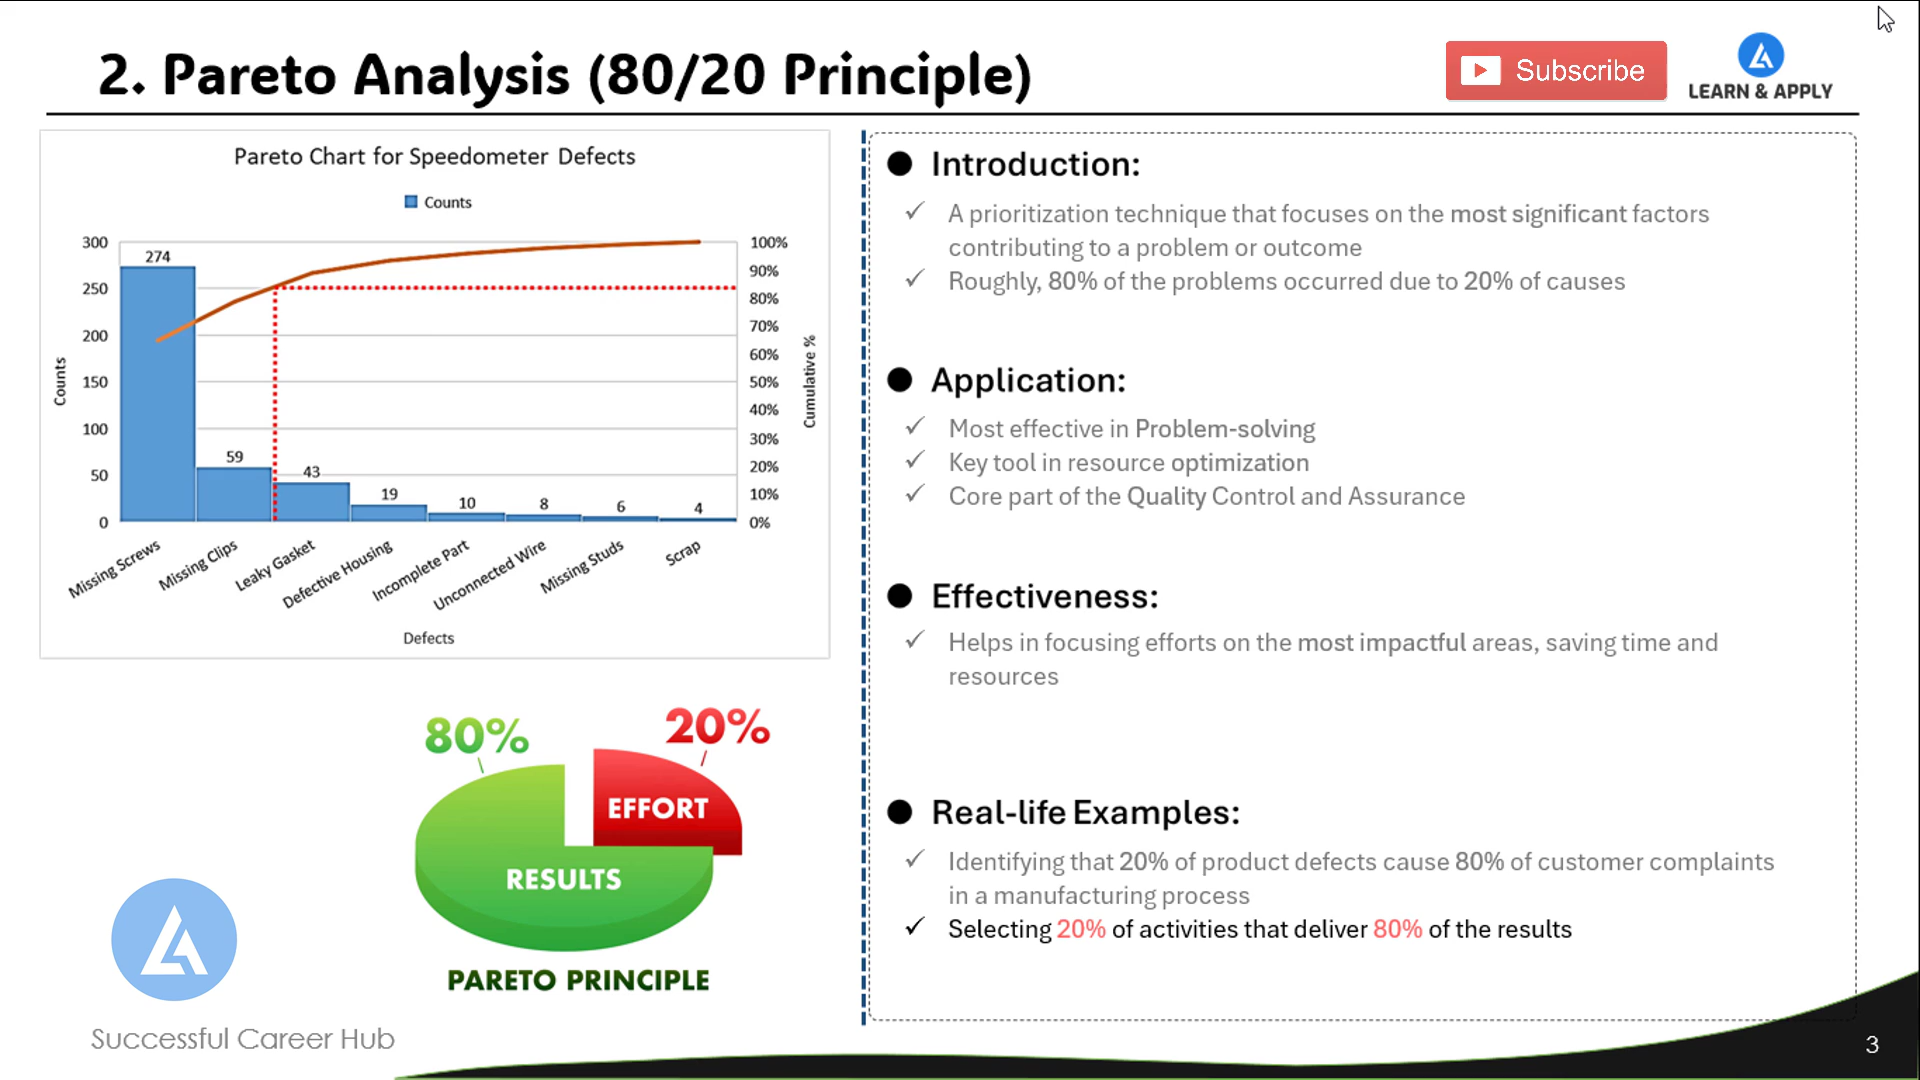 2. Pareto Analysis (80/20 Principle)
Subscribe
LEARN & APPLY
Pareto Chart for Speedometer Defects
Counts
300
250
200
150
100
50
0
Counts
274
59
43
19
10
8
6
4
100%
90%
80%
70%
60%
50%
40%
30%
20%
10%
0%
Cumulative %
Missing Screws
Missing Clips
Leaky Gasket
Defective Housing
Incomplete Part
Unconnected Wire
Missing Studs
Scrap
Defects
80%
20%
EFFORT
RESULTS
PARETO PRINCIPLE
Successful Career Hub
Introduction:
A prioritization technique that focuses on the most significant factors
contributing to a problem or outcome
Roughly, 80% of the problems occurred due to 20% of causes
Application:
Most effective in Problem-solving
Key tool in resource optimization
Core part of the Quality Control and Assurance
Effectiveness:
Helps in focusing efforts on the most impactful areas, saving time and
resources
Real-life Examples:
Identifying that 20% of product defects cause 80% of customer complaints
in a manufacturing process
Selecting 20% of activities that deliver 80% of the results
3